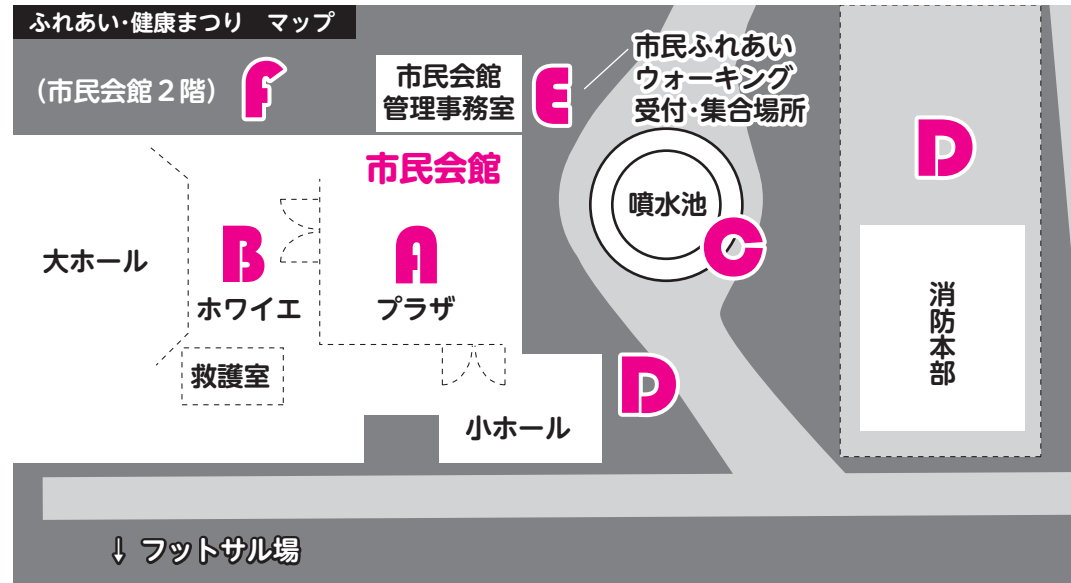 ふれあい・健康まつり　マップ
（市民会館２階）
F
市民会館
管理事務室
E
市民ふれあい
ウォーキング
受付・集合場所
D
市民会館
噴水池
C
大ホール
B
ホワイエ
A
プラザ
消防本部
救護室
D
小ホール
↓ フットサル場